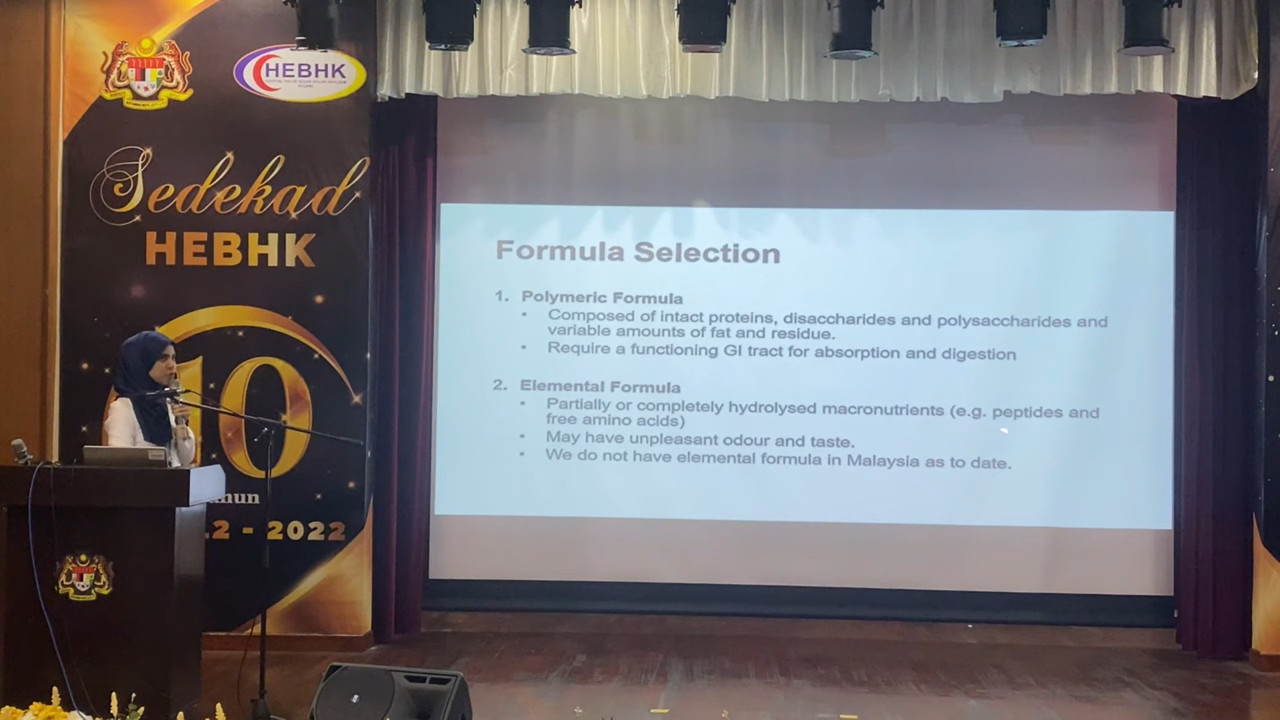 HEBHK
Sedekad
HEBHK
10
2 - 2022
Formula Selection
1. Polymeric Formula
• Composed of intact proteins, disaccharides and polysaccharides and
variable amounts of fat and residue.
• Require a functioning GI tract for absorption and digestion
2. Elemental Formula
• Partially or completely hydrolysed macronutrients (e.g. peptides and
free amino acids)
• May have unpleasant odour and taste.
• We do not have elemental formula in Malaysia as to date.